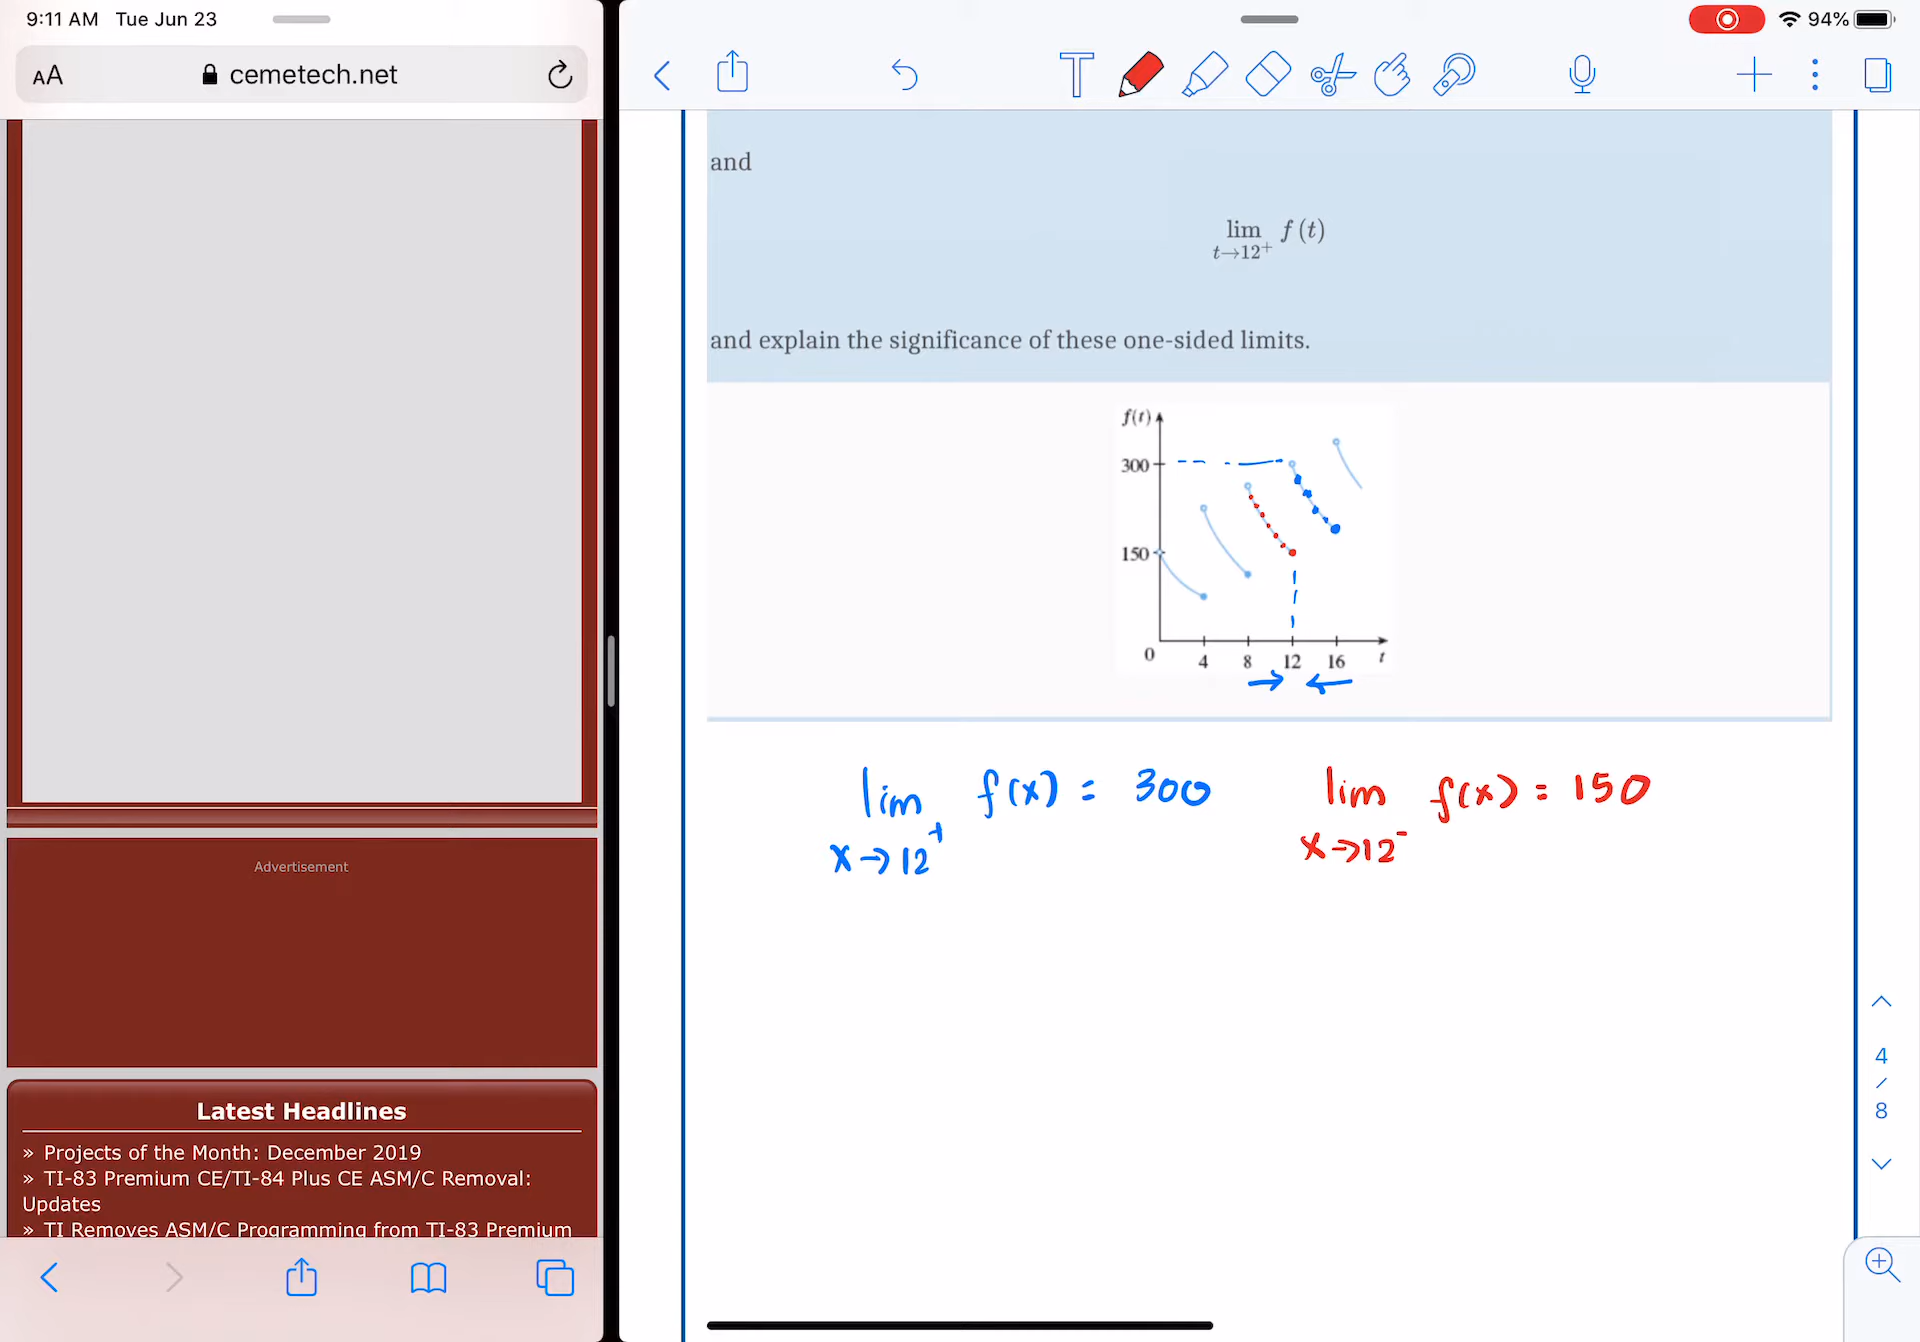 9:11 AM Tue Jun 23
AA cemetech.net
Advertisement
Latest Headlines
» Projects of the Month: December 2019
» TI-83 Premium CE/TI-84 Plus CE ASM/C Removal:
Updates
» TI Removes ASM/C Programming from TI-83 Premium
94%
T
and
lim f (t)
t→12⁺
and explain the significance of these one-sided limits.
f(t)
300
150
0 4 8 12 16 t
lim f(x) = 300
x→12⁺
lim f(x) = 150
x→12⁻
4
/
8